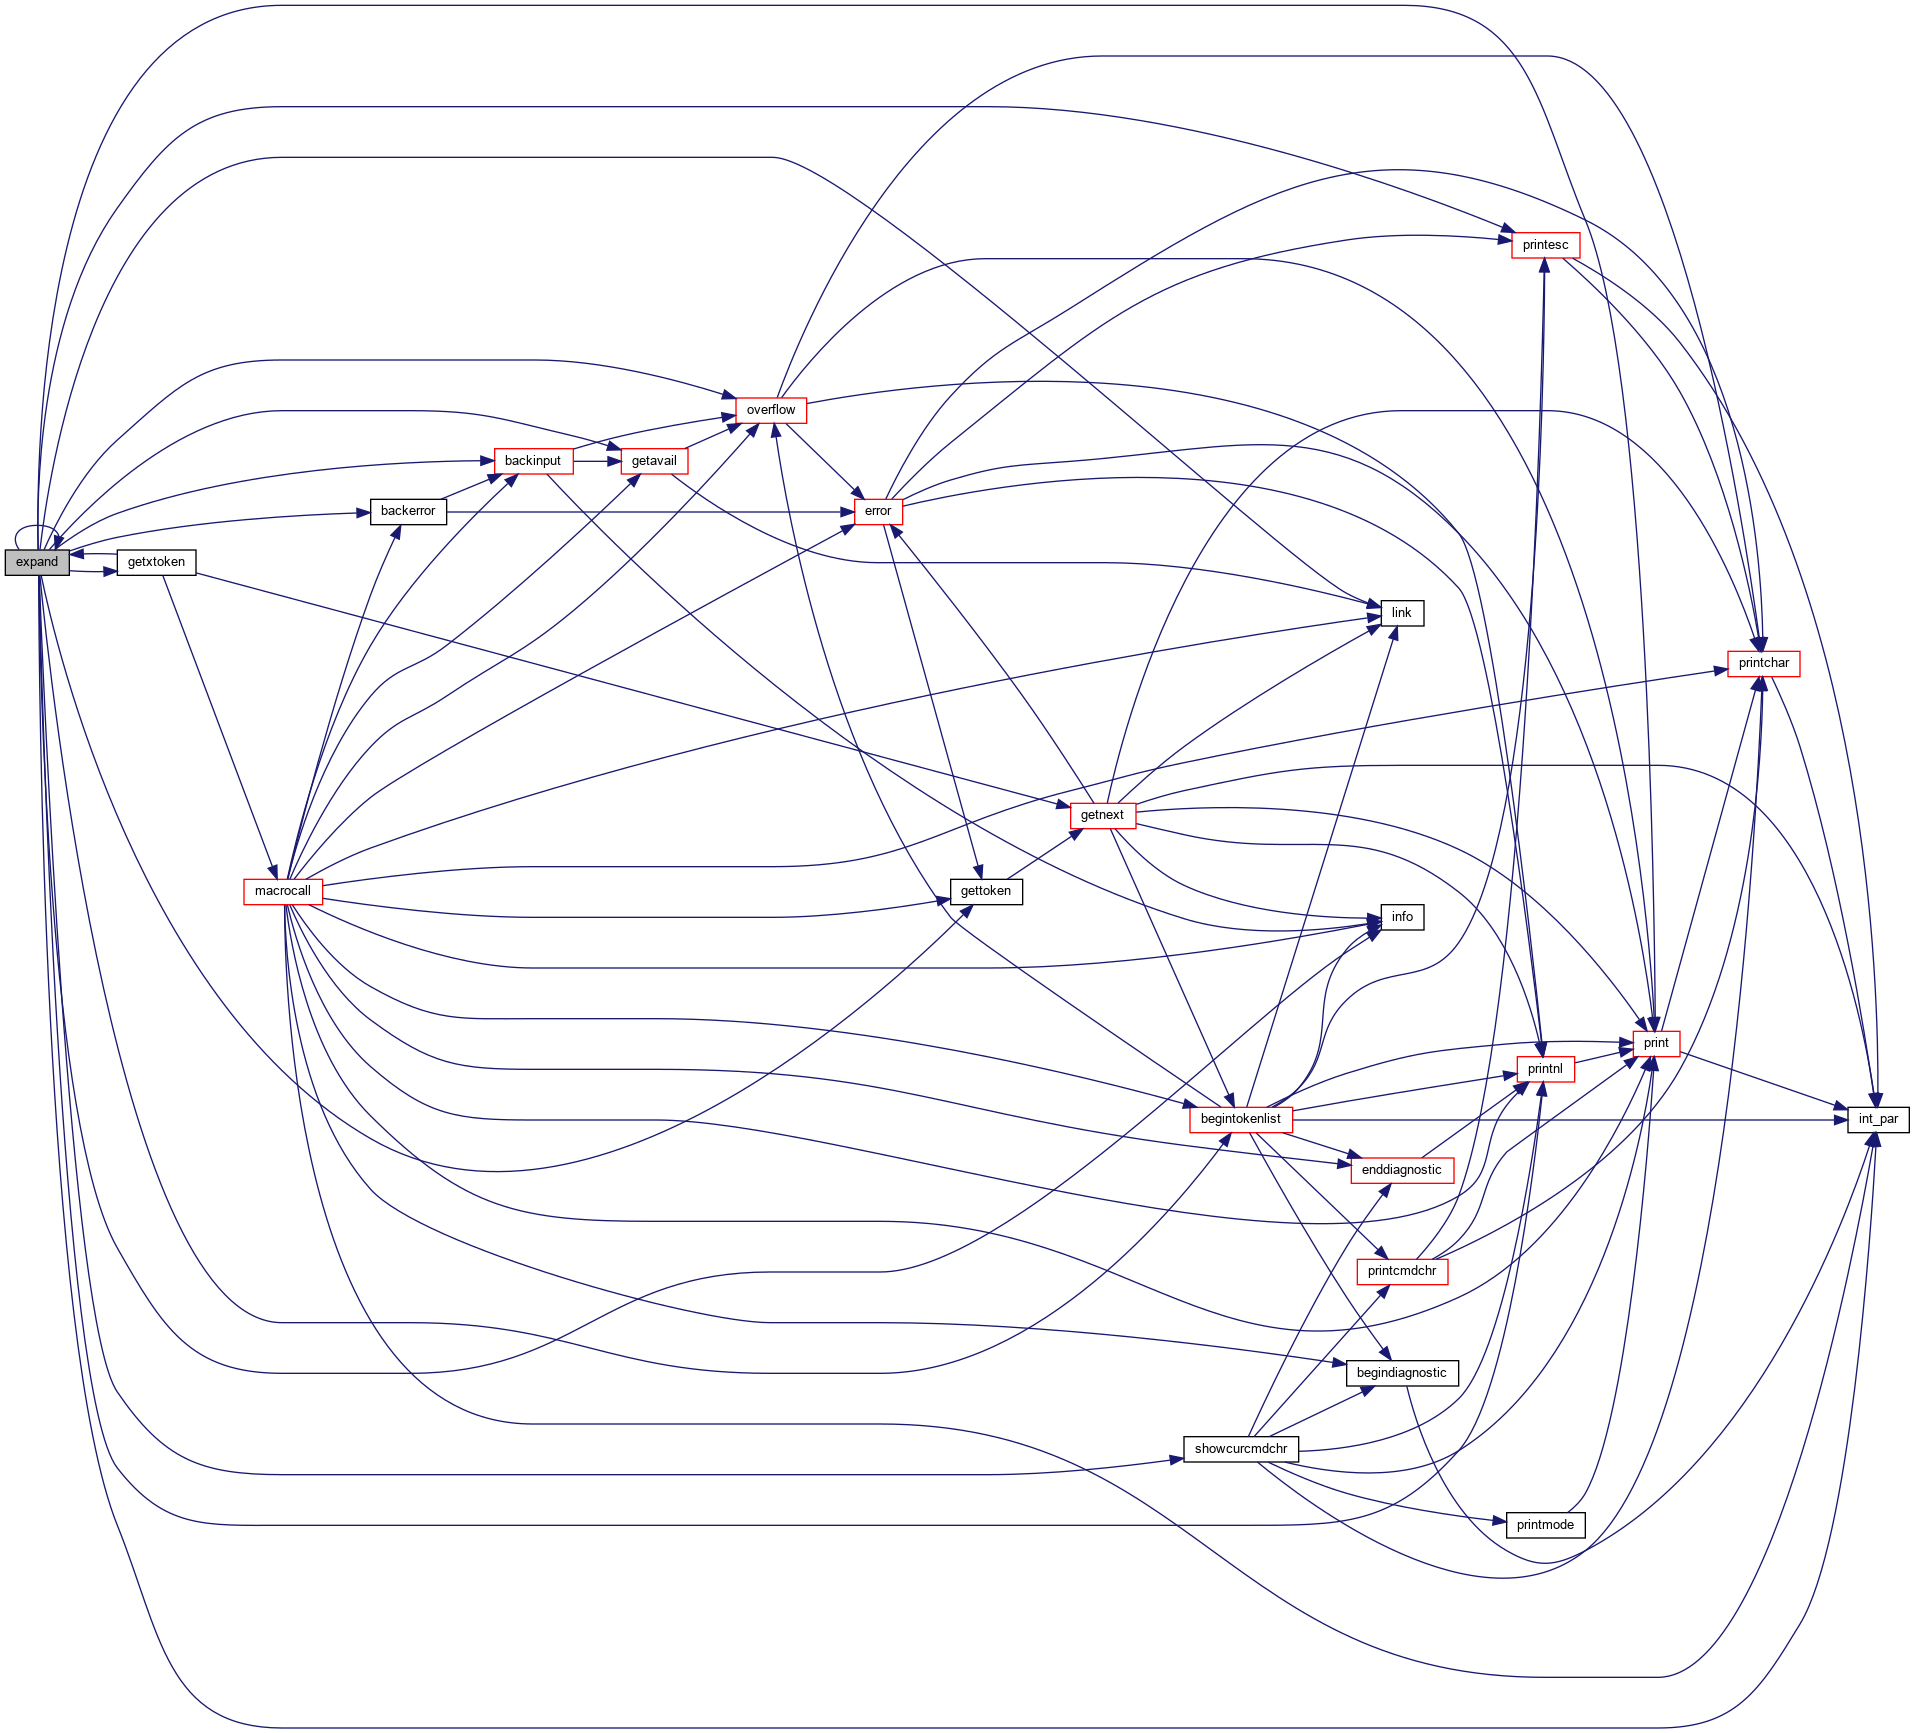 printesc
overflow
backinput
getavail
backerror
error
expand
getxtoken
link
printchar
getnext
macrocall
gettoken
info
print
printnl
begintokenlist
int_par
enddiagnostic
printcmdchr
begindiagnostic
showcurcmdchr
printmode